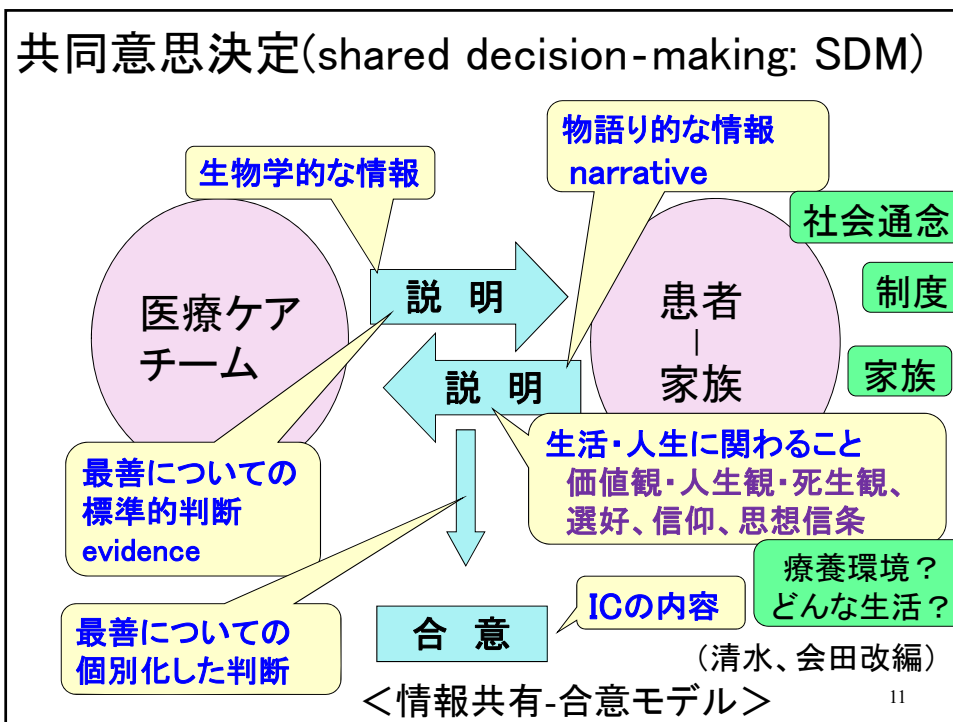 共同意思決定(shared decision-making: SDM)
物語り的な情報
narrative
生物学的な情報
社会通念
制度
家族
医療ケア
チーム
説 明
患者
|
家族
説 明
最善についての
標準的判断
evidence
生活・人生に関わること
価値観・人生観・死生観、
選好、信仰、思想信条
療養環境？
どんな生活？
最善についての
個別化した判断
合 意
ICの内容
（清水、会田改編）
＜情報共有-合意モデル＞
11